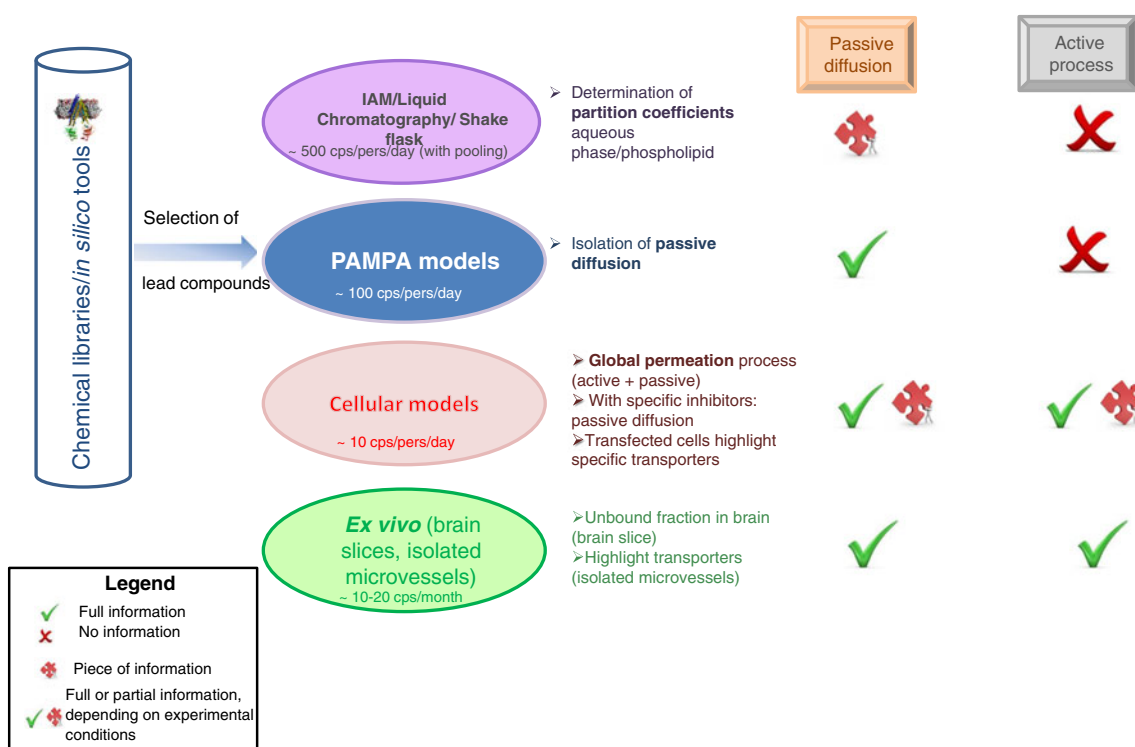 Passive
diffusion
Active
process
Chemical libraries/in silico tools
Selection of
lead compounds
IAM/Liquid
Chromatography/ Shake
flask
~ 500 cps/pers/day (with pooling)
➢ Determination of
partition coefficients
aqueous
phase/phospholipid
PAMPA models
~ 100 cps/pers/day
➢ Isolation of passive
diffusion
Cellular models
~ 10 cps/pers/day
➢ Global permeation process
(active + passive)
➢ With specific inhibitors:
passive diffusion
➢Transfected cells highlight
specific transporters
Ex vivo (brain
slices, isolated
microvessels)
~ 10-20 cps/month
➢Unbound fraction in brain
(brain slice)
➢Highlight transporters
(isolated microvessels)
Legend
Full information
No information
Piece of information
Full or partial information,
depending on experimental
conditions